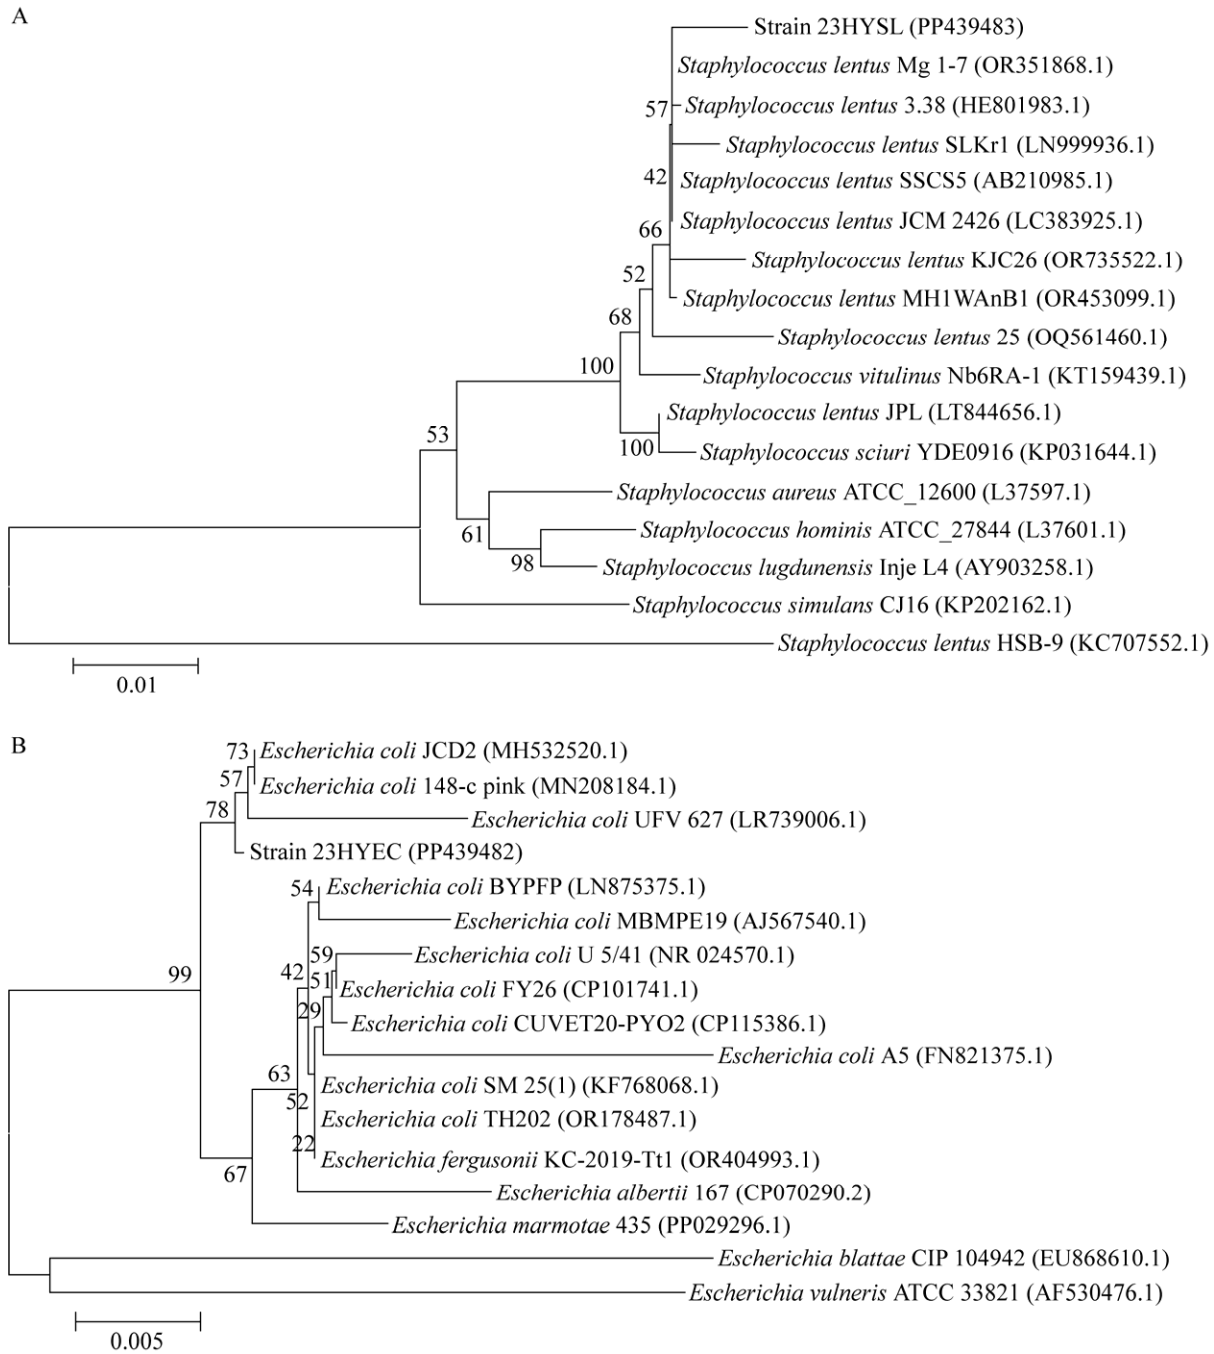 A
Strain 23HYSL (PP439483)
Staphylococcus lentus Mg 1-7 (OR351868.1)
57
Staphylococcus lentus 3.38 (HE801983.1)
Staphylococcus lentus SLKr1 (LN999936.1)
42
Staphylococcus lentus SSCS5 (AB210985.1)
Staphylococcus lentus JCM 2426 (LC383925.1)
66
Staphylococcus lentus KJC26 (OR735522.1)
52
Staphylococcus lentus MH1WAnB1 (OR453099.1)
68
Staphylococcus lentus 25 (OQ561460.1)
100
Staphylococcus vitulinus Nb6RA-1 (KT159439.1)
Staphylococcus lentus JPL (LT844656.1)
53
100
Staphylococcus sciuri YDE0916 (KP031644.1)
Staphylococcus aureus ATCC_12600 (L37597.1)
61
Staphylococcus hominis ATCC_27844 (L37601.1)
98
Staphylococcus lugdunensis Inje L4 (AY903258.1)
Staphylococcus simulans CJ16 (KP202162.1)
Staphylococcus lentus HSB-9 (KC707552.1)
0.01
B
73
Escherichia coli JCD2 (MH532520.1)
57
Escherichia coli 148-c pink (MN208184.1)
78
Escherichia coli UFV 627 (LR739006.1)
Strain 23HYEC (PP439482)
54
Escherichia coli BYPFP (LN875375.1)
Escherichia coli MBMPE19 (AJ567540.1)
59
Escherichia coli U 5/41 (NR 024570.1)
99
42
51
Escherichia coli FY26 (CP101741.1)
29
Escherichia coli CUVET20-PYO2 (CP115386.1)
Escherichia coli A5 (FN821375.1)
63
Escherichia coli SM 25(1) (KF768068.1)
52
Escherichia coli TH202 (OR178487.1)
22
Escherichia fergusonii KC-2019-Tt1 (OR404993.1)
67
Escherichia albertii 167 (CP070290.2)
Escherichia marmotae 435 (PP029296.1)
Escherichia blattae CIP 104942 (EU868610.1)
Escherichia vulneris ATCC 33821 (AF530476.1)
0.005